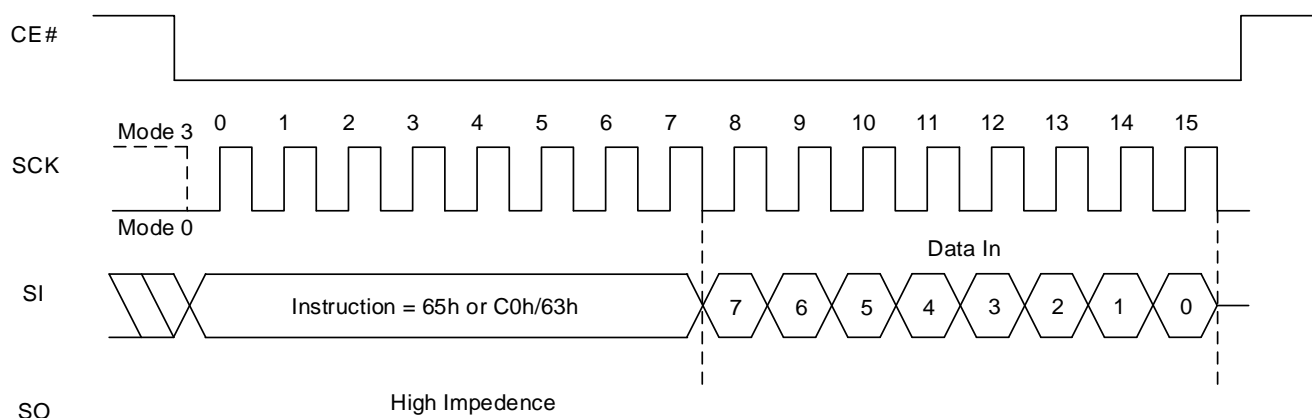 CE#
Mode 3 0 1 2 3 4 5 6 7 8 9 10 11 12 13 14 15
SCK
Mode 0
Data In
SI Instruction = 65h or C0h/63h 7 6 5 4 3 2 1 0
High Impedence
SO